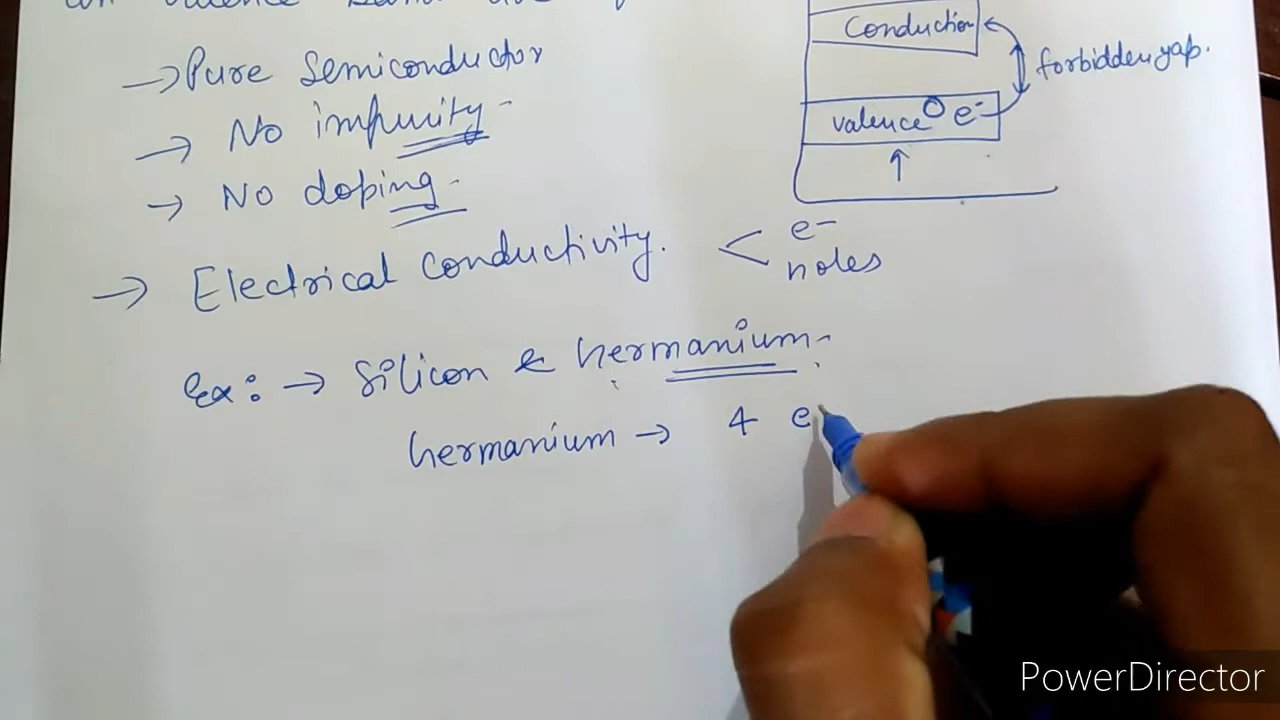 Conduction
→ Pure Semiconductor
forbidden gap.
→ No impurity
valence e-
→ No doping
→ Electrical Conductivity. < e-
holes
Ex: → Silicon & Germanium
Germanium → 4 e
PowerDirector